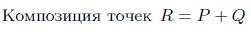 Композиция точек R = P + Q